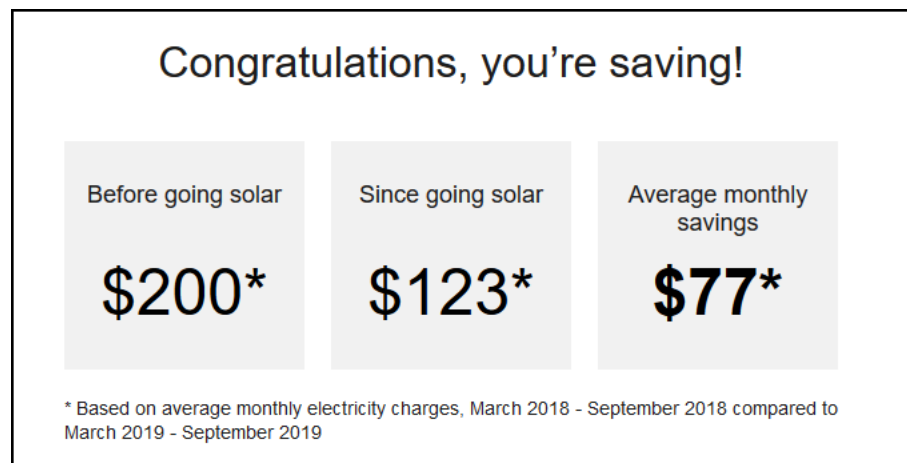 Congratulations, you’re saving!
Before going solar
$200*
Since going solar
$123*
Average monthly
savings
$77*
* Based on average monthly electricity charges, March 2018 - September 2018 compared to
March 2019 - September 2019